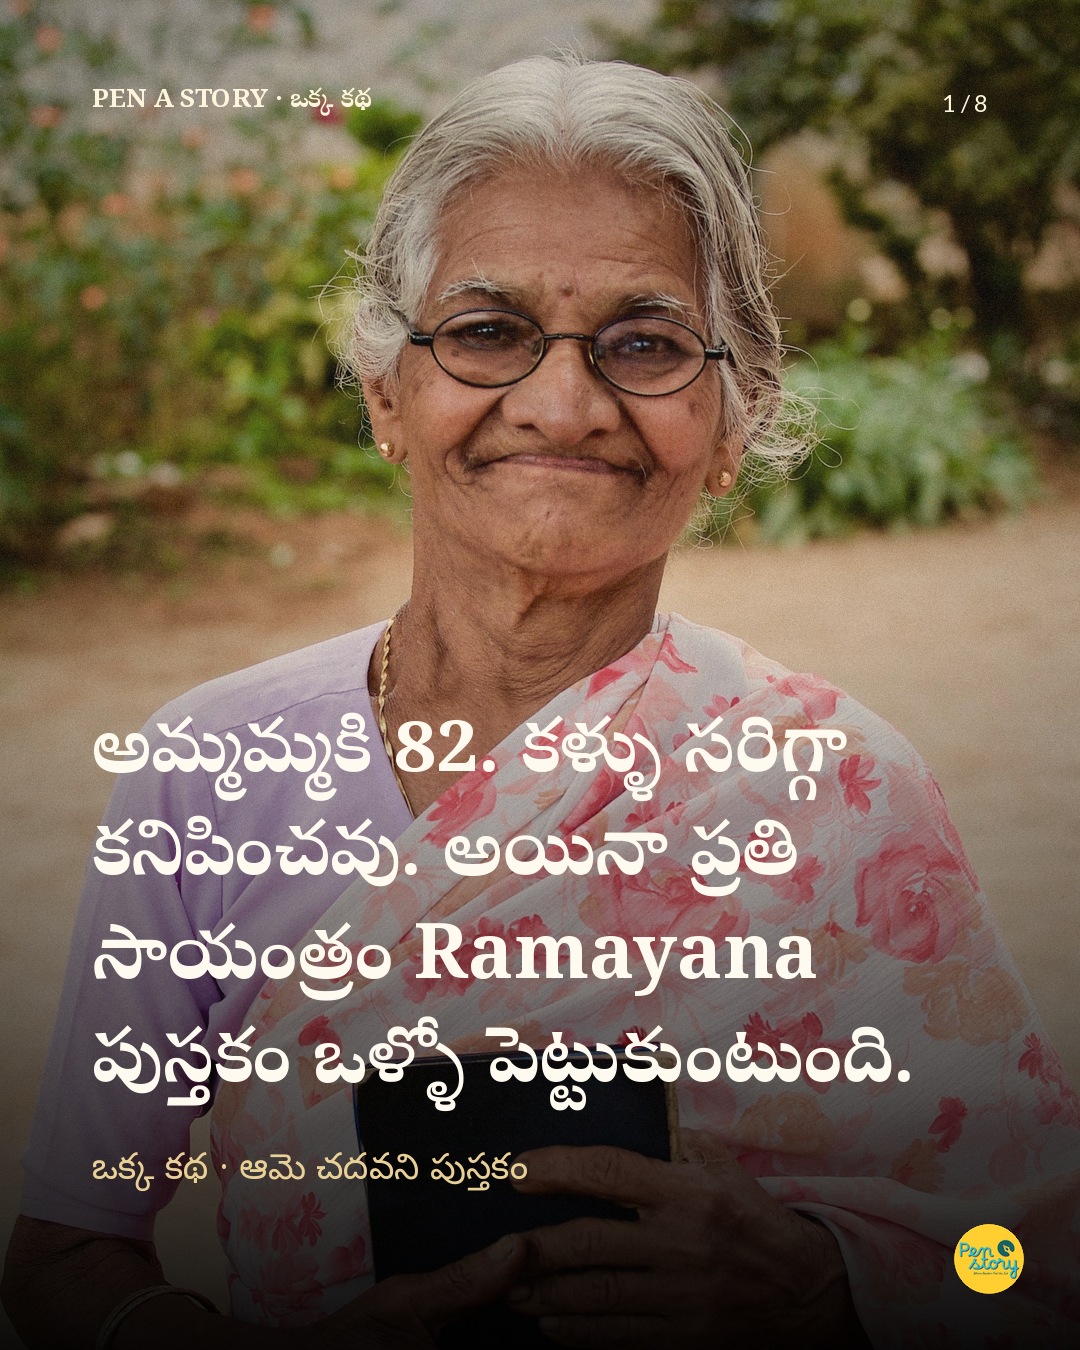 PEN A STORY · ఒక్క కథ
1/8
అమ్మమ్మకి 82. కళ్ళు సరిగ్గా
కనిపించవు. అయినా ప్రతి
సాయంత్రం Ramayana
పుస్తకం ఒళ్ళో పెట్టుకుంటుంది.
ఒక్క కథ · ఆమె చదవని పుస్తకం
Pen
story